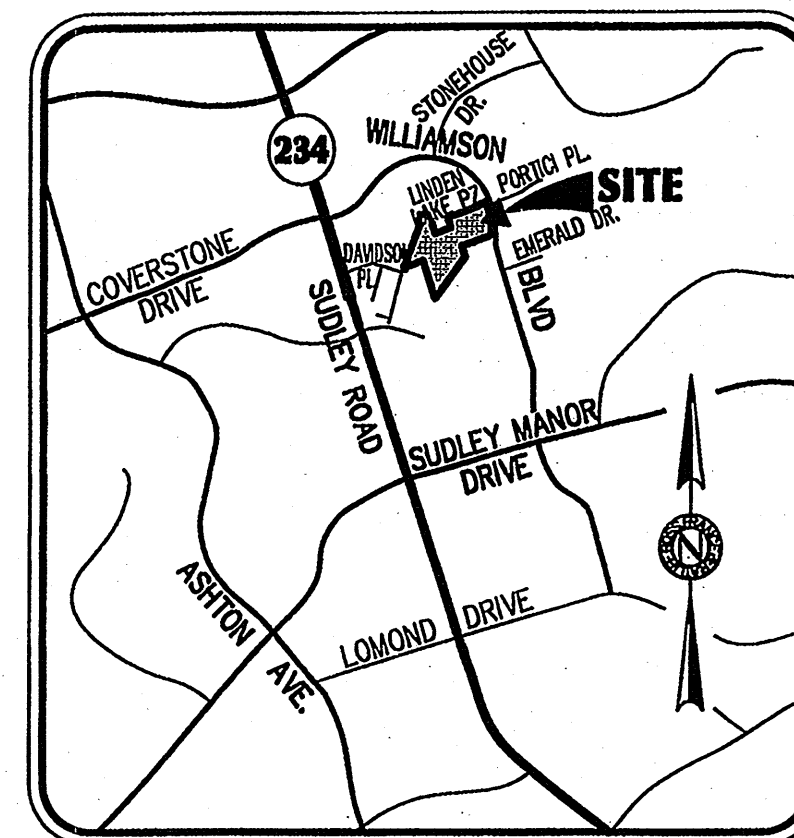 STONEHOUSE
DR.
234
WILLIAMSON
PORTICI PL.
LINDEN
LAKE PZ
SITE
DAVIDSON
PL
EMERALD DR.
COVERSTONE
DRIVE
BLVD
SUDLEY ROAD
SUDLEY MANOR
DRIVE
N
ASHTON
AVE.
LOMOND DRIVE